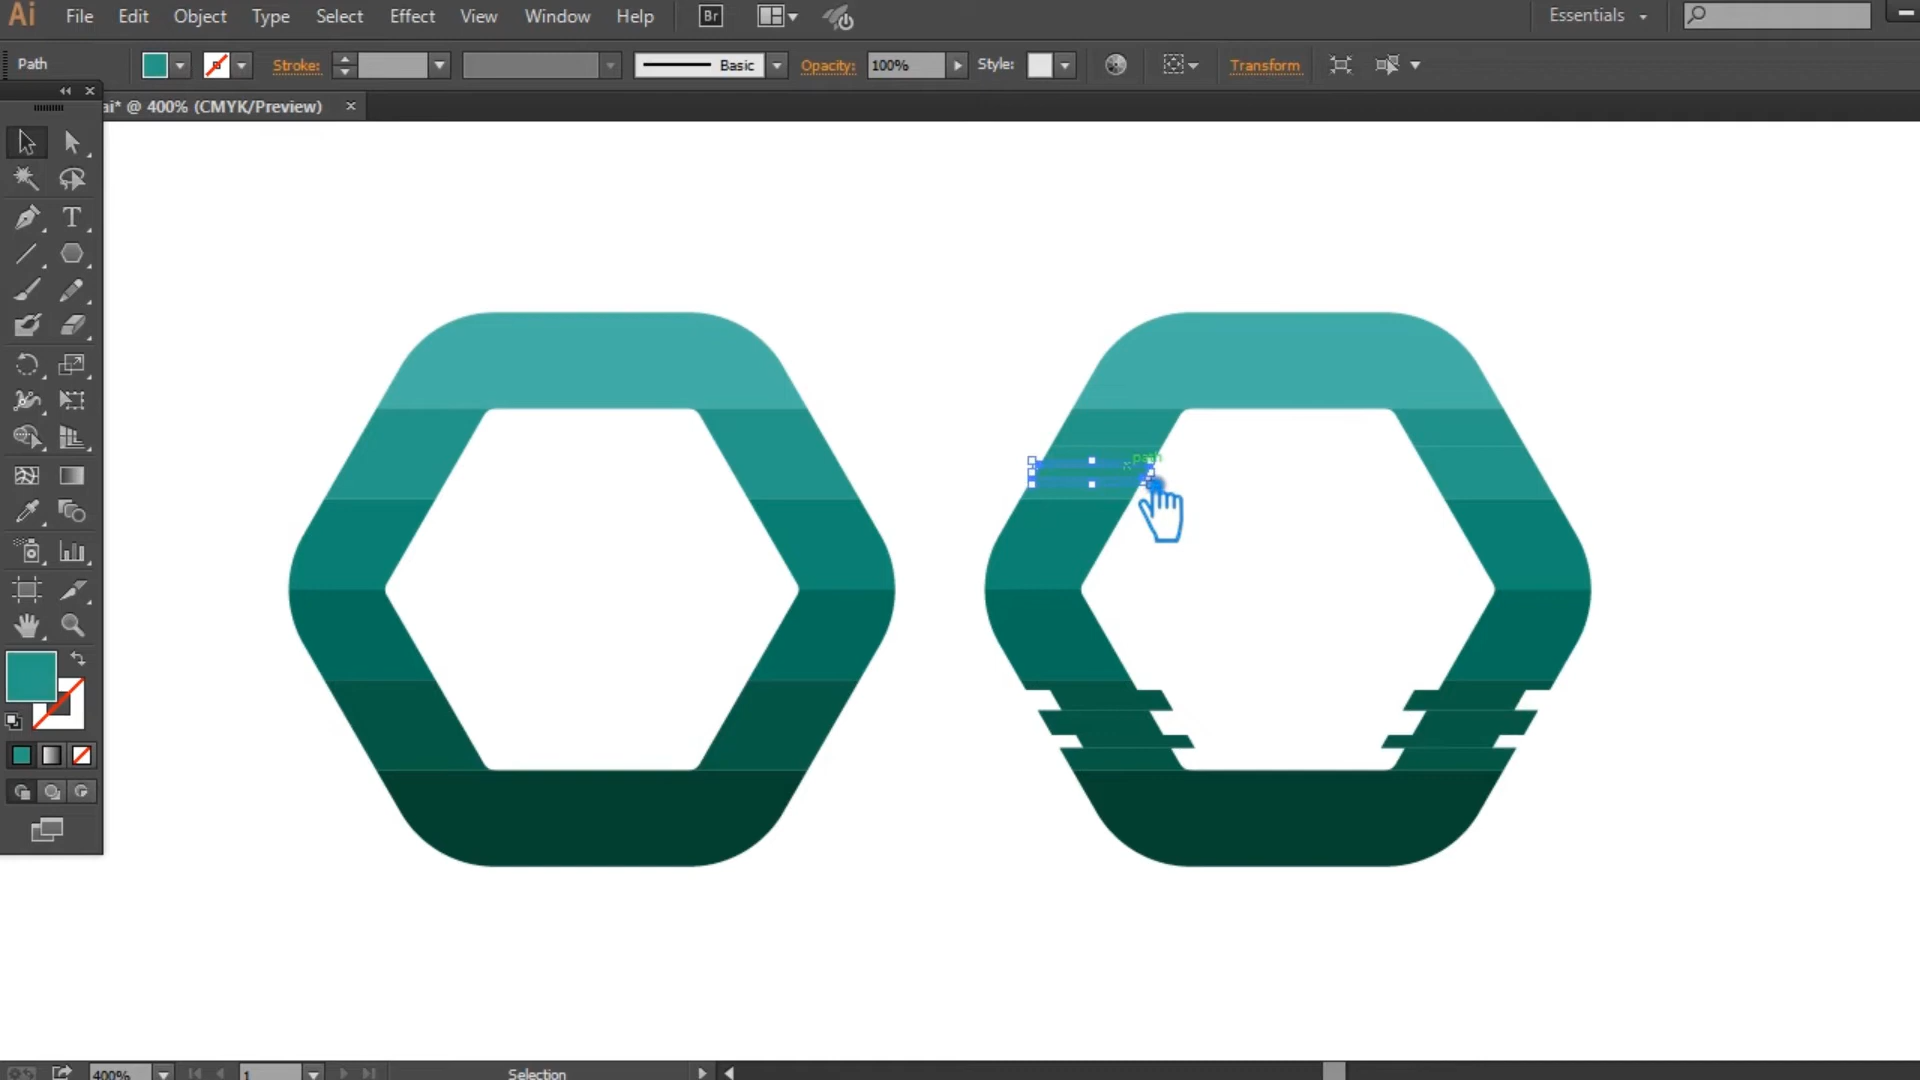 Ai File Edit Object Type Select Effect View Window Help Br Essentials
Path Stroke: Basic Opacity: 100% Style: Transform
ai* @ 400% (CMYK/Preview)
T
path
400% 1 Selection